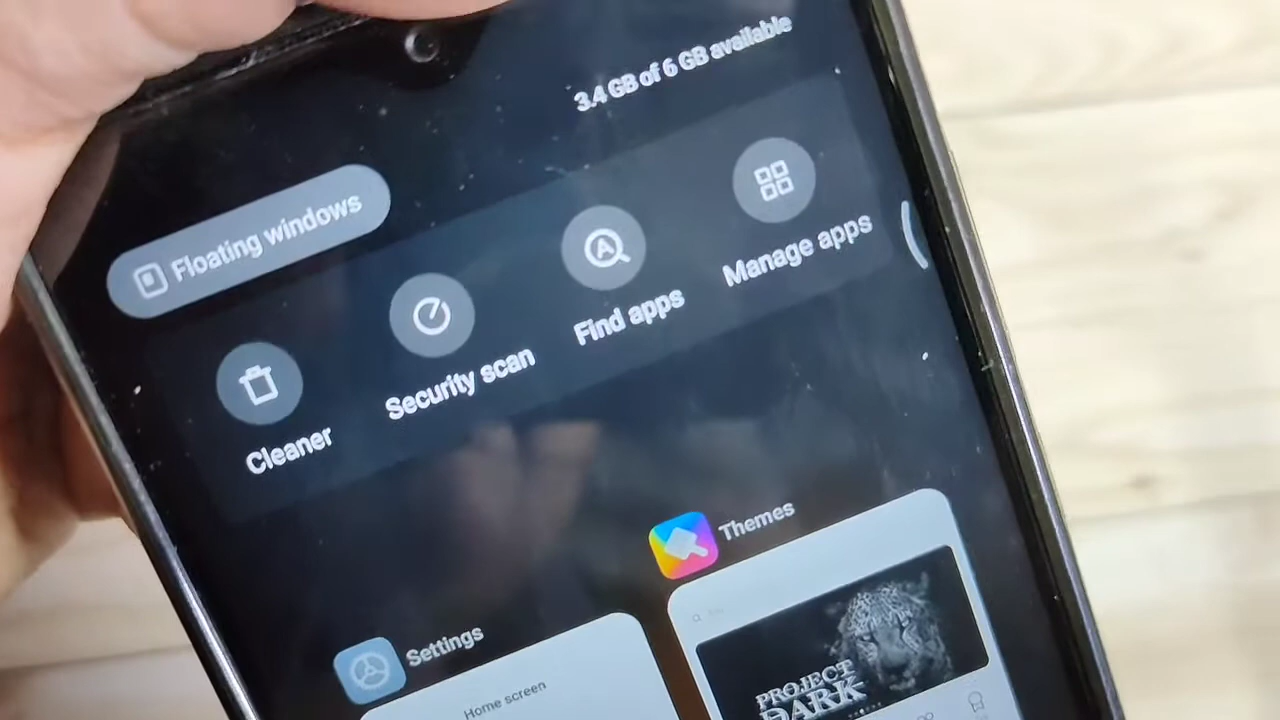 3.4 GB of 6 GB available
Floating windows
Cleaner
Security scan
Find apps
Manage apps
Themes
Settings
Home screen
PROJECT
DARK